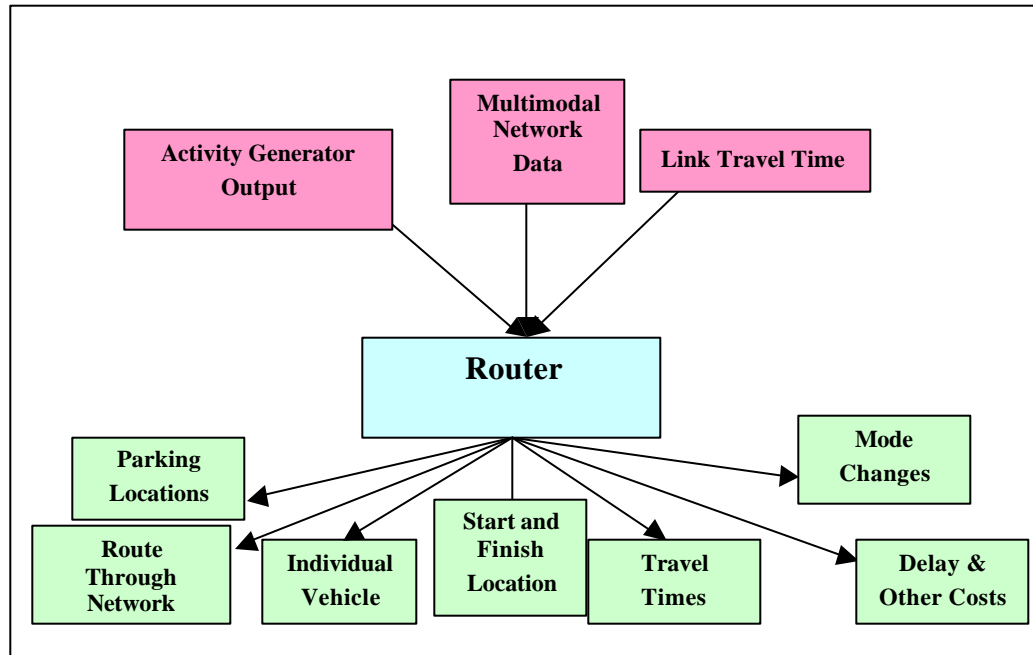 Activity Generator
Output
Multimodal
Network
Data
Link Travel Time
Router
Parking
Locations
Mode
Changes
Route
Through
Network
Individual
Vehicle
Start and
Finish
Location
Travel
Times
Delay &
Other Costs